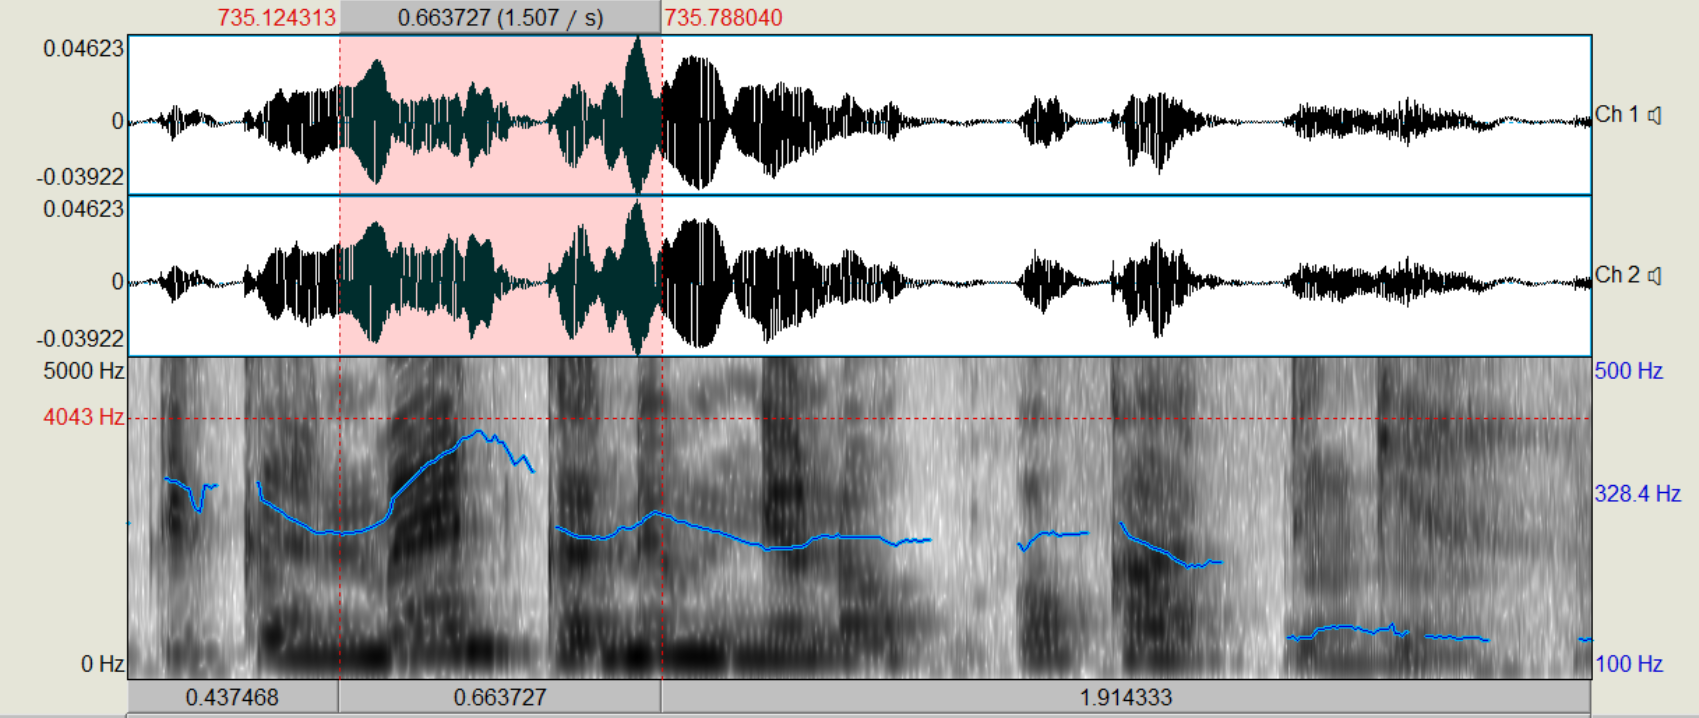 735.124313 0.663727 (1.507 / s) 735.788040
0.04623
0
-0.03922
Ch 1
0.04623
0
-0.03922
Ch 2
5000 Hz 500 Hz
4043 Hz
328.4 Hz
0 Hz 100 Hz
0.437468 0.663727 1.914333